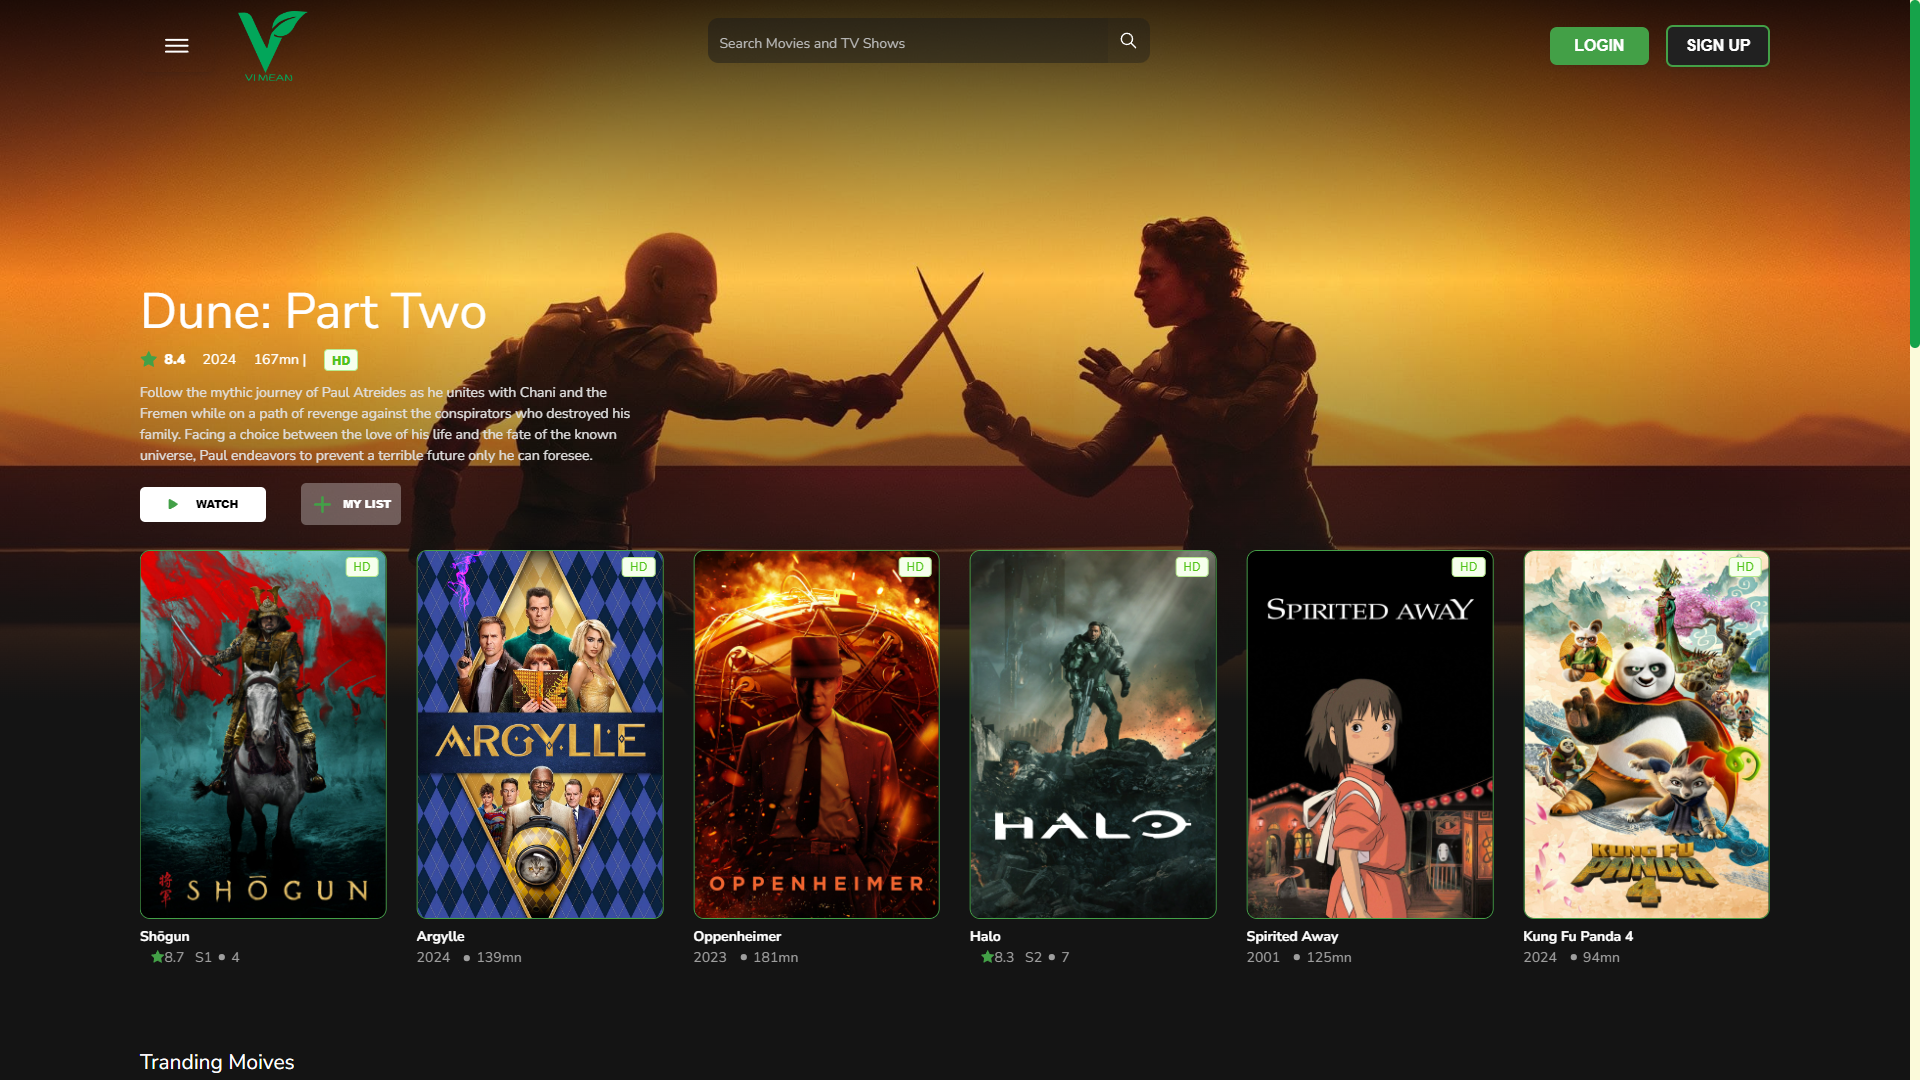 VI MEAN
Search Movies and TV Shows
LOGIN
SIGN UP
Dune: Part Two
8.4 2024 167mn | HD
Follow the mythic journey of Paul Atreides as he unites with Chani and the
Fremen while on a path of revenge against the conspirators who destroyed his
family. Facing a choice between the love of his life and the fate of the known
universe, Paul endeavors to prevent a terrible future only he can foresee.
WATCH
MY LIST
HD
将軍 SHŌGUN
HD
ARGYLLE
HD
OPPENHEIMER
HD
HALO
HD
SPIRITED AWAY
HD
KUNG FU
PANDA
4
Shōgun
8.7 S1 • 4
Argylle
2024 • 139mn
Oppenheimer
2023 • 181mn
Halo
8.3 S2 • 7
Spirited Away
2001 • 125mn
Kung Fu Panda 4
2024 • 94mn
Tranding Moives